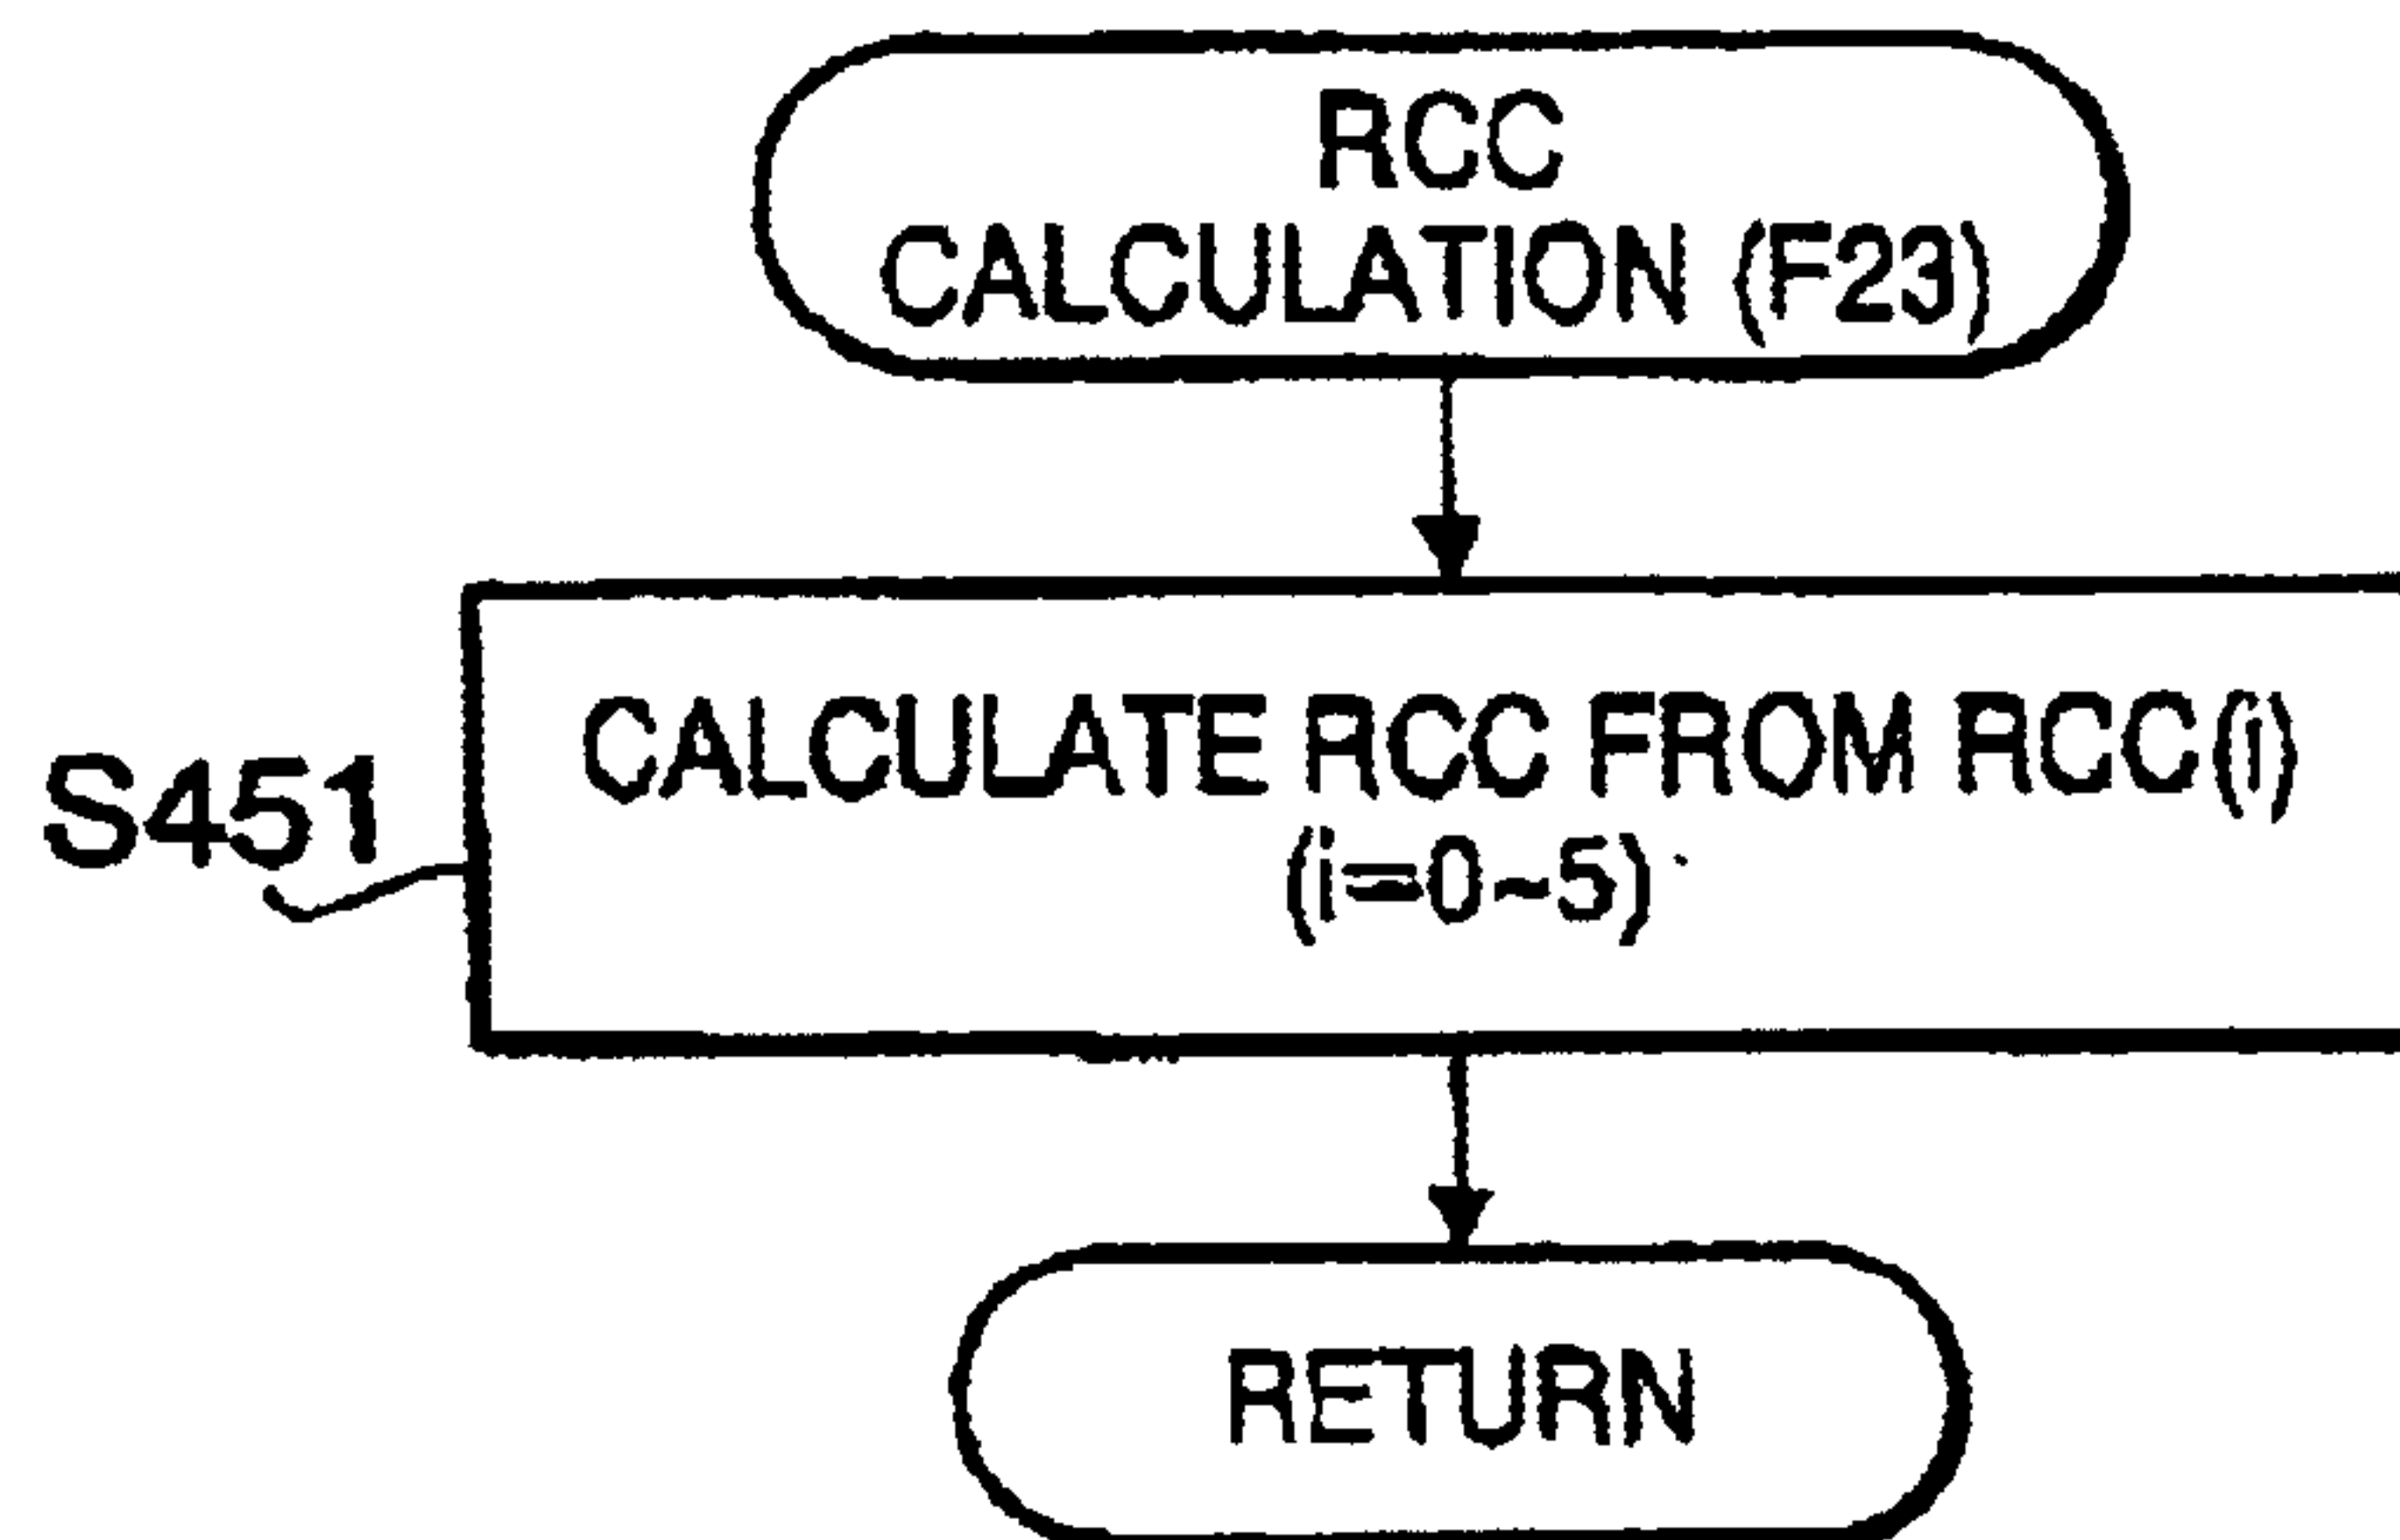 RCC
CALCULATION (F23)
CALCULATE RCC FROM RCC(i)
(i=0~5)
S451
RETURN